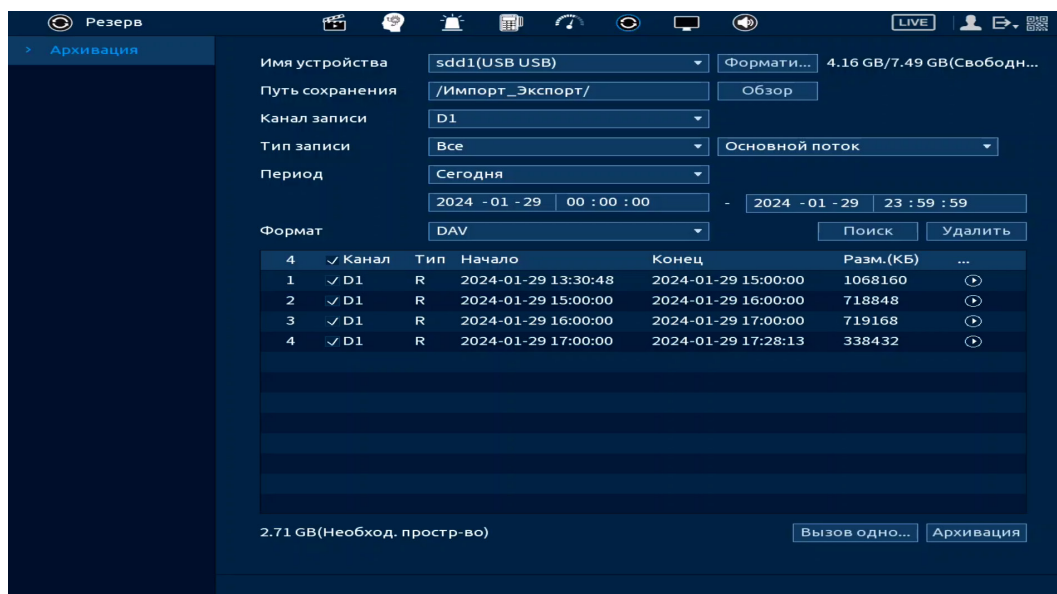 Резерв LIVE
> Архивация
Имя устройства sdd1(USB USB) Формати... 4.16 GB/7.49 GB(Свободн...
Путь сохранения /Импорт_Экспорт/ Обзор
Канал записи D1
Тип записи Все Основной поток
Период Сегодня
2024 - 01 - 29 00 : 00 : 00 - 2024 - 01 - 29 23 : 59 : 59
Формат DAV Поиск Удалить
4 Канал Тип Начало Конец Разм.(КБ) ...
1 D1 R 2024-01-29 13:30:48 2024-01-29 15:00:00 1068160
2 D1 R 2024-01-29 15:00:00 2024-01-29 16:00:00 718848
3 D1 R 2024-01-29 16:00:00 2024-01-29 17:00:00 719168
4 D1 R 2024-01-29 17:00:00 2024-01-29 17:28:13 338432
2.71 GB(Необход. простр-во) Вызов одно... Архивация